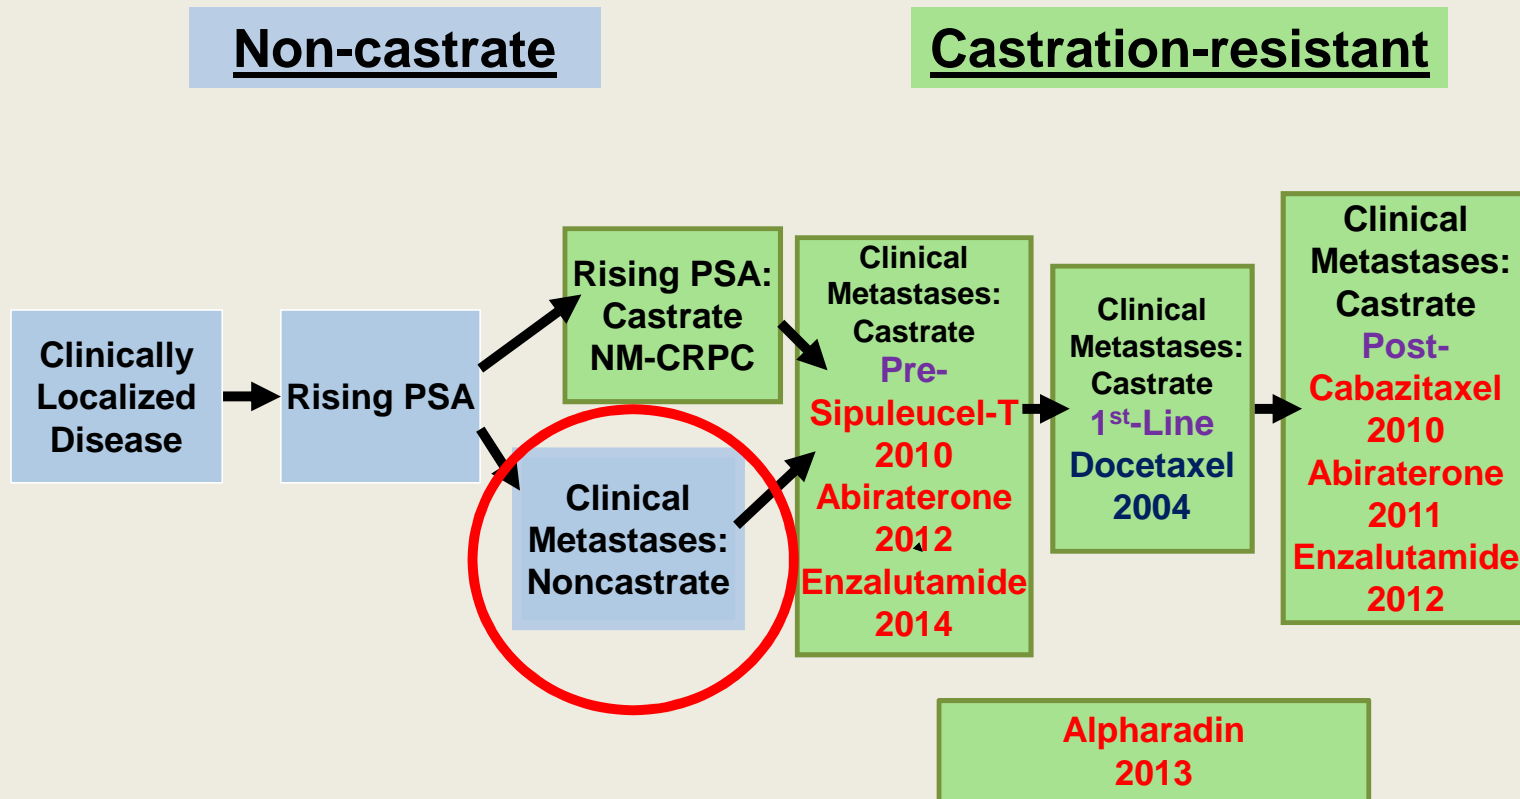 Non-castrate
Castration-resistant
Clinically
Localized
Disease
Rising PSA
Rising PSA:
Castrate
NM-CRPC
Clinical
Metastases:
Noncastrate
Clinical
Metastases:
Castrate
Pre-
Sipuleucel-T
2010
Abiraterone
2012
Enzalutamide
2014
Clinical
Metastases:
Castrate
1st-Line
Docetaxel
2004
Clinical
Metastases:
Castrate
Post-
Cabazitaxel
2010
Abiraterone
2011
Enzalutamide
2012
Alpharadin
2013